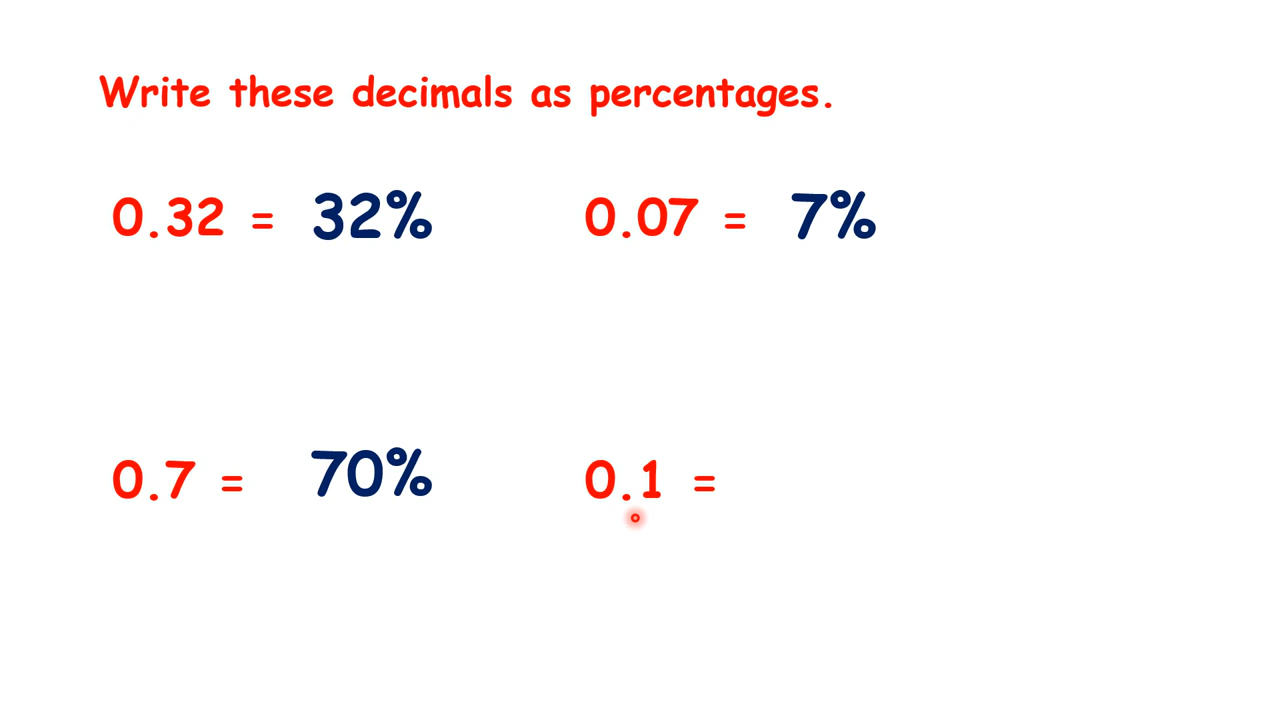 Write these decimals as percentages.
0.32 = 32% 0.07 = 7%
0.7 = 70% 0.1 =